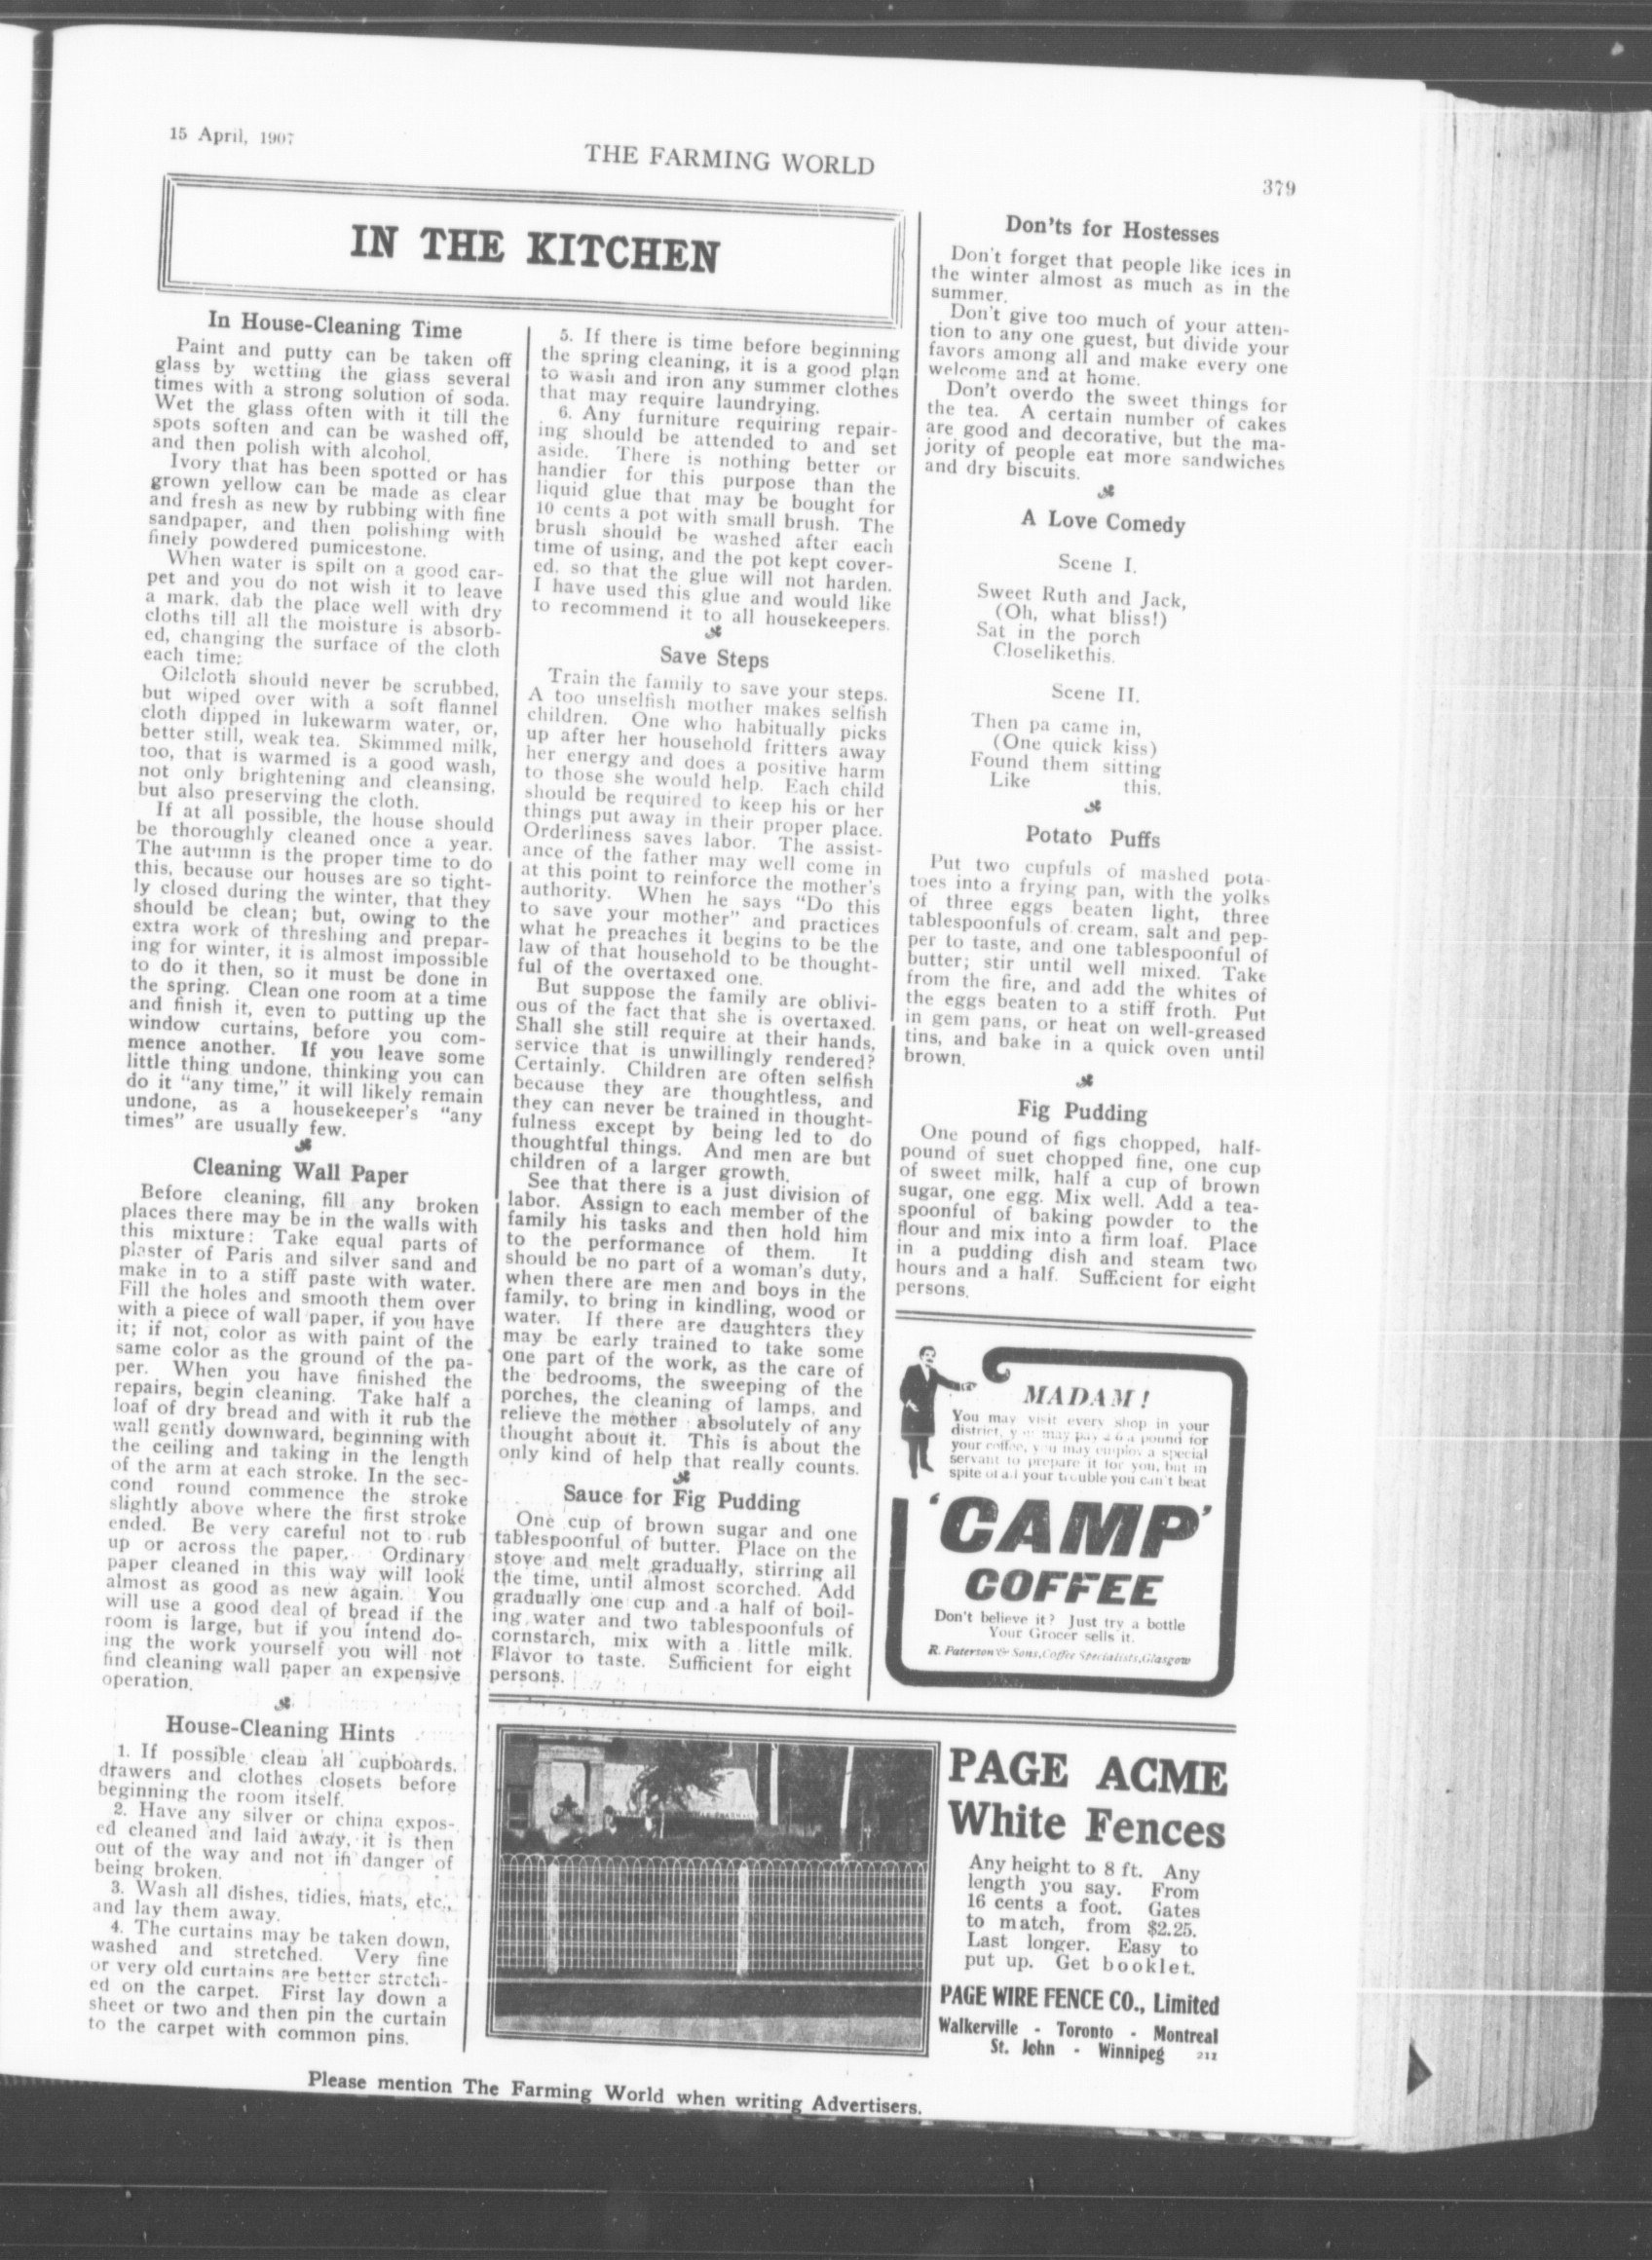 15 April, 1907
THE FARMING WORLD
379
IN THE KITCHEN
In House-Cleaning Time
Paint and putty can be taken off
glass by wetting the glass several
times with a strong solution of soda.
Wet the glass often with it till the
spots soften and can be washed off,
and then polish with alcohol.
Ivory that has been spotted or has
grown yellow can be made as clear
and fresh as new by rubbing with fine
sandpaper, and then polishing with
finely powdered pumicestone.
When water is spilt on a good car-
pet and you do not wish it to leave
a mark, dab the place well with dry
cloths till all the moisture is absorb-
ed, changing the surface of the cloth
each time;
Oilcloth should never be scrubbed,
but wiped over with a soft flannel
cloth dipped in lukewarm water, or,
better still, weak tea. Skimmed milk,
too, that is warmed is a good wash,
not only brightening and cleansing,
but also preserving the cloth.
If at all possible, the house should
be thoroughly cleaned once a year.
The autumn is the proper time to do
this, because our houses are so tight-
ly closed during the winter, that they
should be clean; but, owing to the
extra work of threshing and prepar-
ing for winter, it is almost impossible
to do it then, so it must be done in
the spring. Clean one room at a time
and finish it, even to putting up the
window curtains, before you com-
mence another. If you leave some
little thing undone, thinking you can
do it "any time," it will likely remain
undone, as a housekeeper's "any
times" are usually few.
Cleaning Wall Paper
Before cleaning, fill any broken
places there may be in the walls with
this mixture: Take equal parts of
plaster of Paris and silver sand and
make in to a stiff paste with water.
Fill the holes and smooth them over
with a piece of wall paper, if you have
it; if not, color as with paint of the
same color as the ground of the pa-
per. When you have finished the
repairs, begin cleaning. Take half a
loaf of dry bread and with it rub the
wall gently downward, beginning with
the ceiling and taking in the length
of the arm at each stroke. In the sec-
cond round commence the stroke
slightly above where the first stroke
ended. Be very careful not to rub
up or across the paper. Ordinary
paper cleaned in this way will look
almost as good as new again. You
will use a good deal of bread if the
room is large, but if you intend do-
ing the work yourself you will not
find cleaning wall paper an expensive
operation.
House-Cleaning Hints
1. If possible clean all cupboards,
drawers and clothes closets before
beginning the room itself.
2. Have any silver or china expos-
ed cleaned and laid away, it is then
out of the way and not in danger of
being broken.
3. Wash all dishes, tidies, mats, etc.,
and lay them away.
4. The curtains may be taken down,
washed and stretched. Very fine
or very old curtains are better stretch-
ed on the carpet. First lay down a
sheet or two and then pin the curtain
to the carpet with common pins.
5. If there is time before beginning
the spring cleaning, it is a good plan
to wash and iron any summer clothes
that may require laundrying.
6. Any furniture requiring repair-
ing should be attended to and set
aside. There is nothing better or
handier for this purpose than the
liquid glue that may be bought for
10 cents a pot with small brush. The
brush should be washed after each
time of using, and the pot kept cover-
ed, so that the glue will not harden.
I have used this glue and would like
to recommend it to all housekeepers.
Save Steps
Train the family to save your steps.
A too unselfish mother makes selfish
children. One who habitually picks
up after her household fritters away
her energy and does a positive harm
to those she would help. Each child
should be required to keep his or her
things put away in their proper place.
Orderliness saves labor. The assist-
ance of the father may well come in
at this point to reinforce the mother's
authority. When he says "Do this
to save your mother" and practices
what he preaches it begins to be the
law of that household to be thought-
ful of the overtaxed one.
But suppose the family are oblivi-
ous of the fact that she is overtaxed.
Shall she still require at their hands,
service that is unwillingly rendered?
Certainly. Children are often selfish
because they are thoughtless, and
they can never be trained in thought-
fulness except by being led to do
thoughtful things. And men are but
children of a larger growth.
See that there is a just division of
labor. Assign to each member of the
family his tasks and then hold him
to the performance of them. It
should be no part of a woman's duty,
when there are men and boys in the
family, to bring in kindling, wood or
water. If there are daughters they
may be early trained to take some
one part of the work, as the care of
the bedrooms, the sweeping of the
porches, the cleaning of lamps, and
relieve the mother absolutely of any
thought about it. This is about the
only kind of help that really counts.
Sauce for Fig Pudding
One cup of brown sugar and one
tablespoonful of butter. Place on the
stove and melt gradually, stirring all
the time, until almost scorched. Add
gradually one cup and a half of boil-
ing water and two tablespoonfuls of
cornstarch, mix with a little milk.
Flavor to taste. Sufficient for eight
persons.
Don'ts for Hostesses
Don't forget that people like ices in
the winter almost as much as in the
summer.
Don't give too much of your atten-
tion to any one guest, but divide your
favors among all and make every one
welcome and at home.
Don't overdo the sweet things for
the tea. A certain number of cakes
are good and decorative, but the ma-
jority of people eat more sandwiches
and dry biscuits.
A Love Comedy
Scene I.
Sweet Ruth and Jack,
(Oh, what bliss!)
Sat in the porch
Closelikethis.
Scene II.
Then pa came in,
(One quick kiss)
Found them sitting
Like this.
Potato Puffs
Put two cupfuls of mashed pota-
toes into a frying pan, with the yolks
of three eggs beaten light, three
tablespoonfuls of cream, salt and pep-
per to taste, and one tablespoonful of
butter; stir until well mixed. Take
from the fire, and add the whites of
the eggs beaten to a stiff froth. Put
in gem pans, or heat on well-greased
tins, and bake in a quick oven until
brown.
Fig Pudding
One pound of figs chopped, half-
pound of suet chopped fine, one cup
of sweet milk, half a cup of brown
sugar, one egg. Mix well. Add a tea-
spoonful of baking powder to the
flour and mix into a firm loaf. Place
in a pudding dish and steam two
hours and a half. Sufficient for eight
persons.
MADAM!
You may visit every shop in your
district, you may pay 2/6 a pound for
your coffee, you may employ a special
servant to prepare it for you, but in
spite of all your trouble you can't beat
'CAMP'
COFFEE
Don't believe it? Just try a bottle
Your Grocer sells it.
R. Paterson & Sons, Coffee Specialists, Glasgow
PAGE ACME
White Fences
Any height to 8 ft. Any
length you say. From
16 cents a foot. Gates
to match, from $2.25.
Last longer. Easy to
put up. Get booklet.
PAGE WIRE FENCE CO., Limited
Walkerville - Toronto - Montreal
St. John - Winnipeg 212
Please mention The Farming World when writing Advertisers.